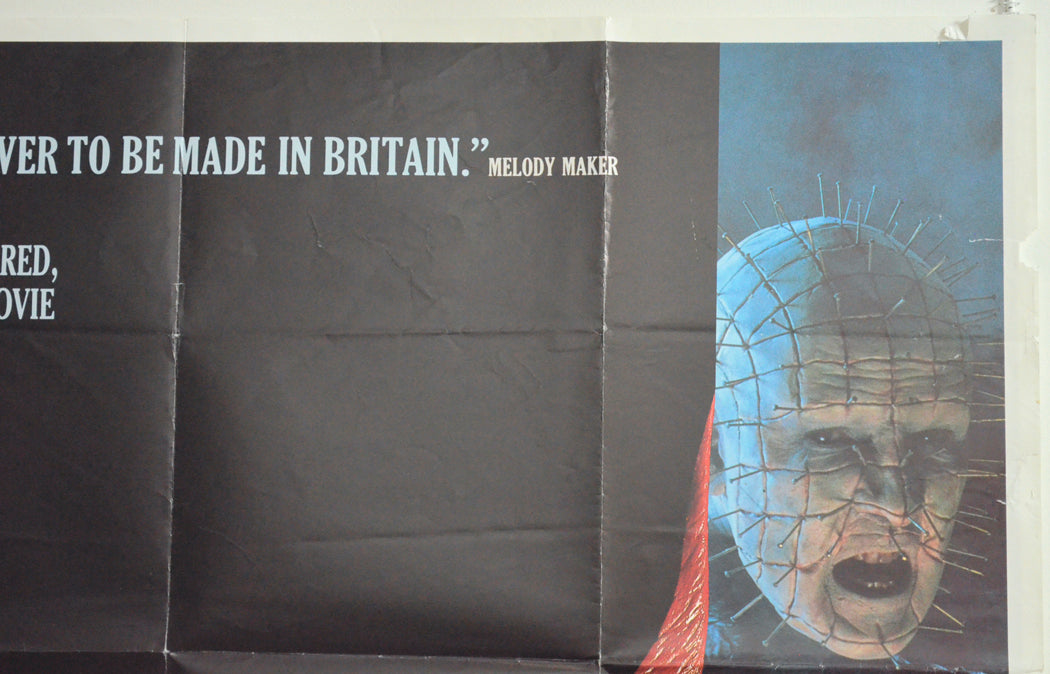 VER TO BE MADE IN BRITAIN.” MELODY MAKER
RED,
OVIE